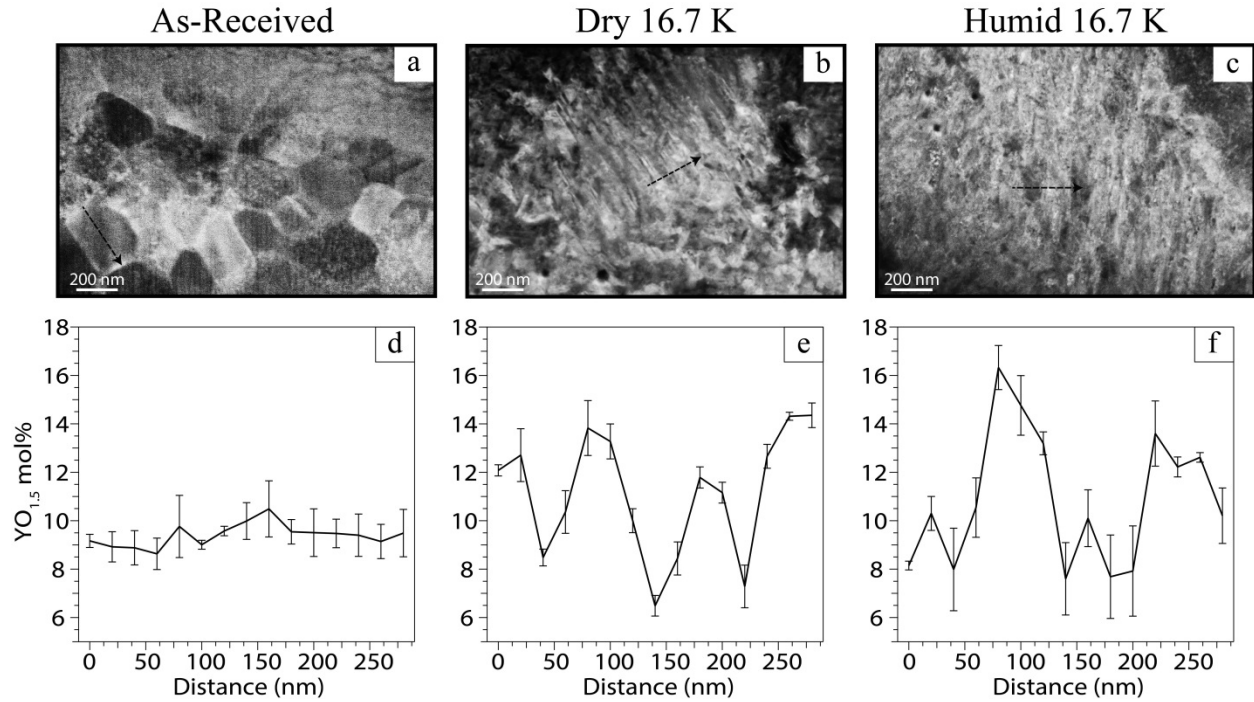 As-Received
Dry 16.7 K
Humid 16.7 K
a
b
c
200 nm
200 nm
200 nm
18
16
14
12
10
8
6
YO1.5 mol%
d
0 50 100 150 200 250
Distance (nm)
18
16
14
12
10
8
6
e
0 50 100 150 200 250
Distance (nm)
18
16
14
12
10
8
6
f
0 50 100 150 200 250
Distance (nm)